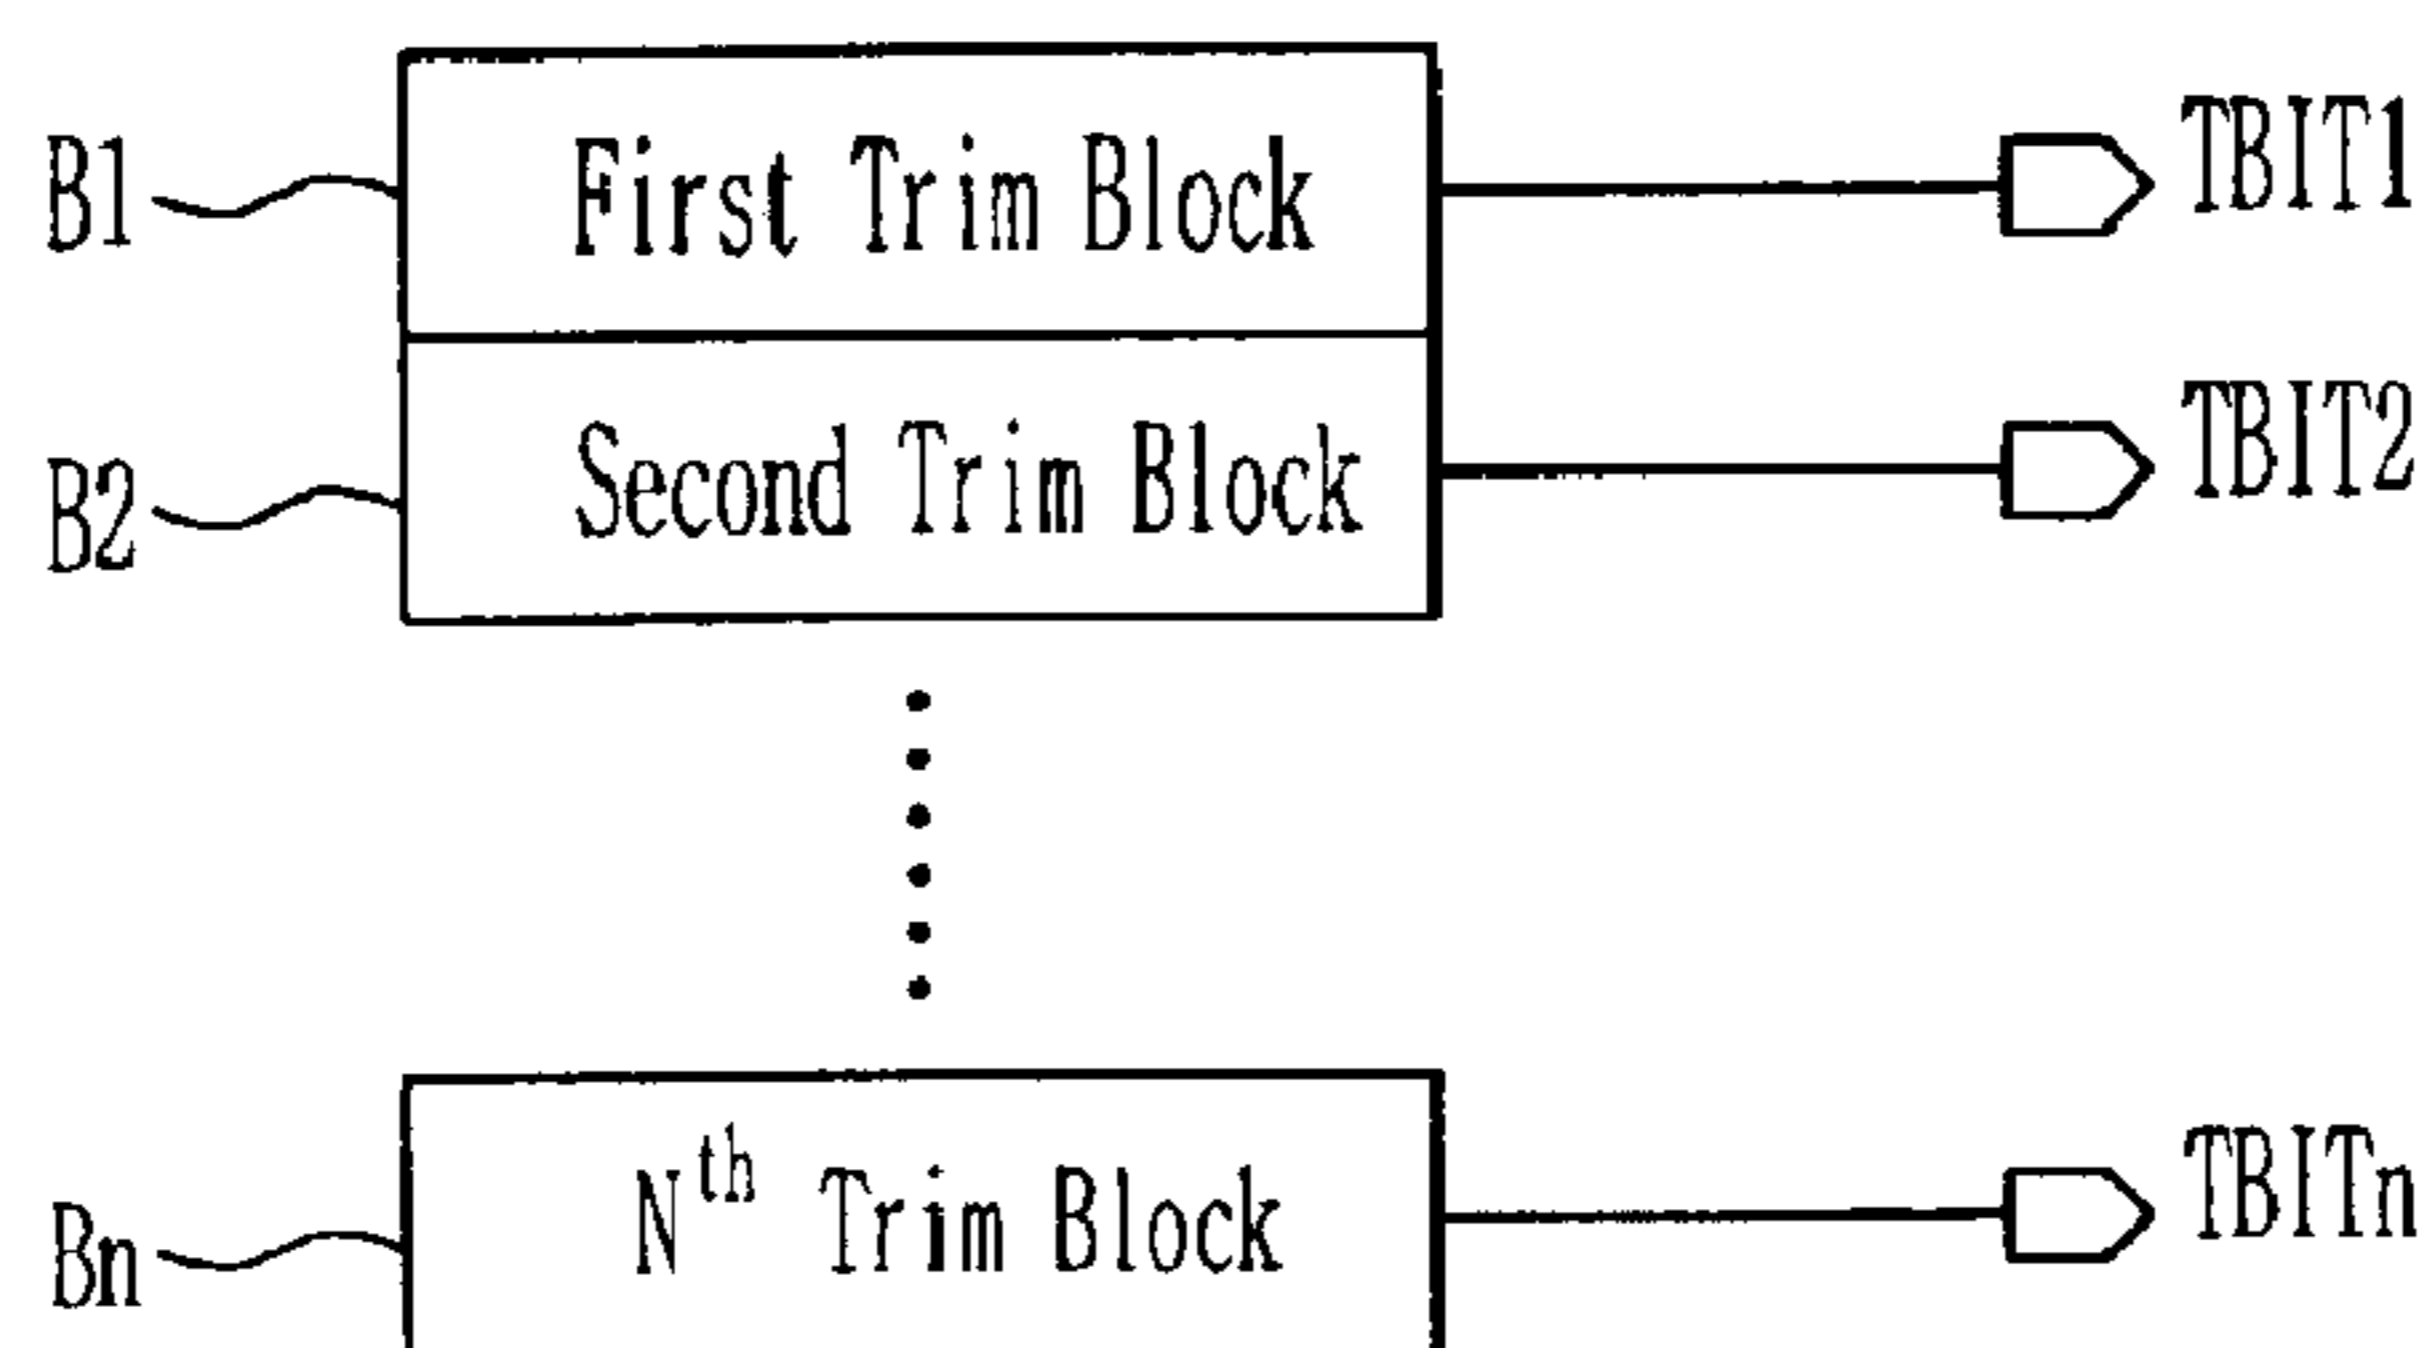 B1 First Trim Block TBIT1
B2 Second Trim Block TBIT2
Bn Nth Trim Block TBITn